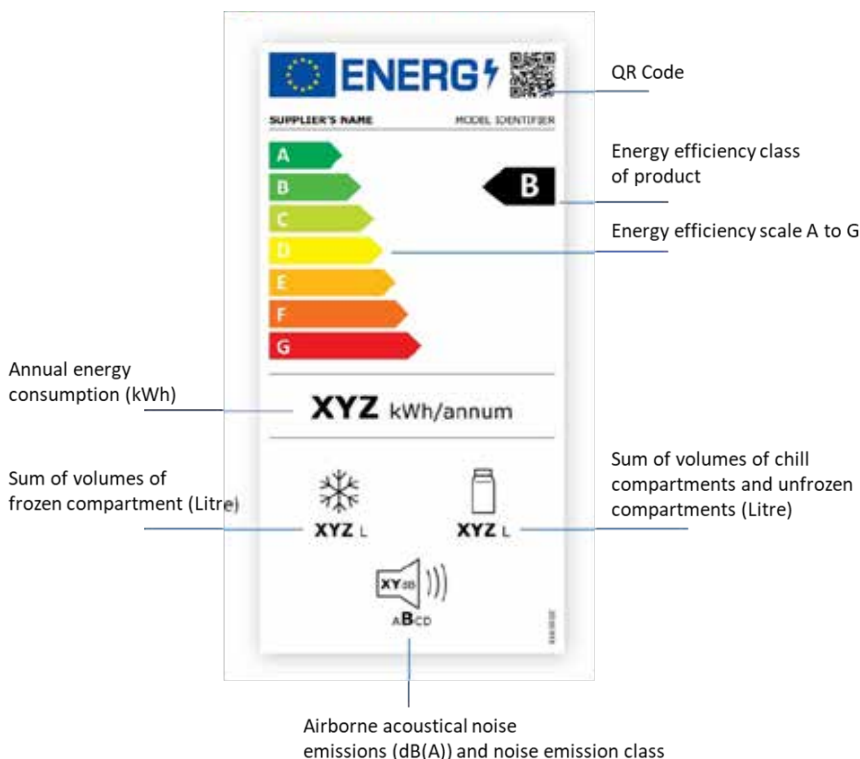 ENERG
QR Code
SUPPLIER'S NAME MODEL IDENTIFIER
A
B
B
C
D
E
F
G
Energy efficiency class
of product
Energy efficiency scale A to G
Annual energy
consumption (kWh)
XYZ kWh/annum
Sum of volumes of
frozen compartment (Litre)
XYZ L
XYZ L
Sum of volumes of chill
compartments and unfrozen
compartments (Litre)
XY dB
ABCD
Airborne acoustical noise
emissions (dB(A)) and noise emission class